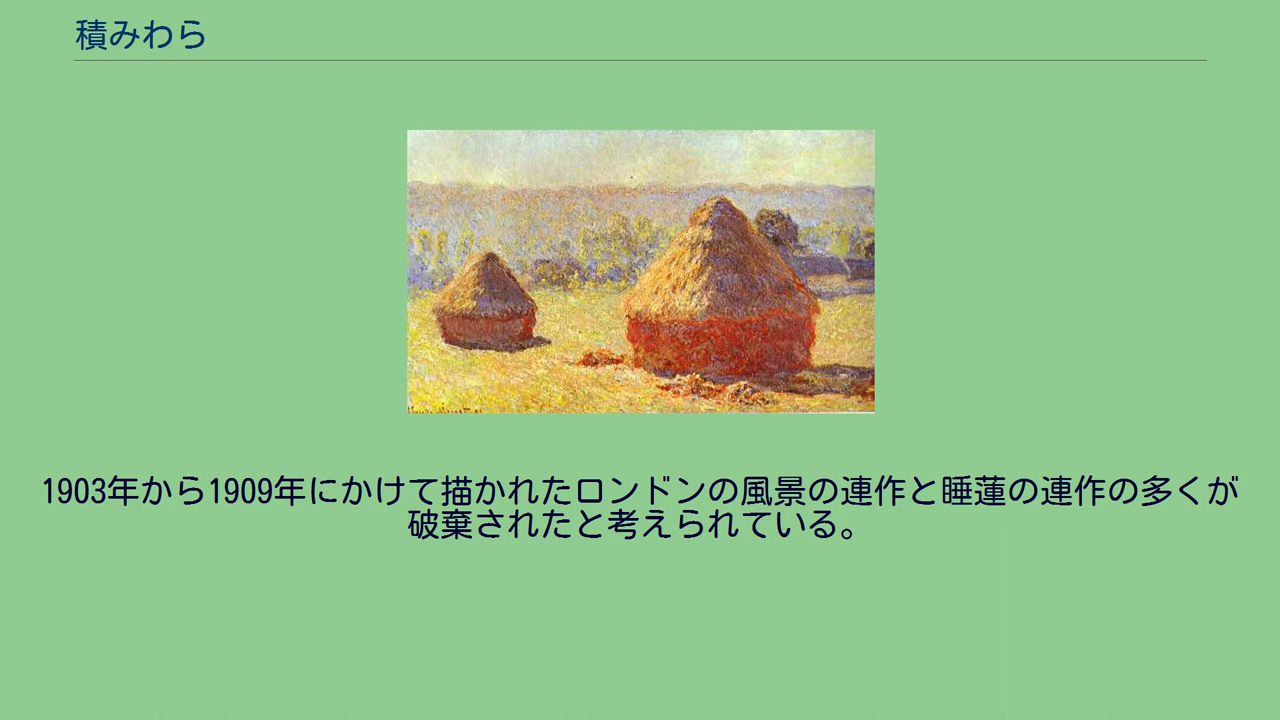 積みわら
1903年から1909年にかけて描かれたロンドンの風景の連作と睡蓮の連作の多くが
破棄されたと考えられている。